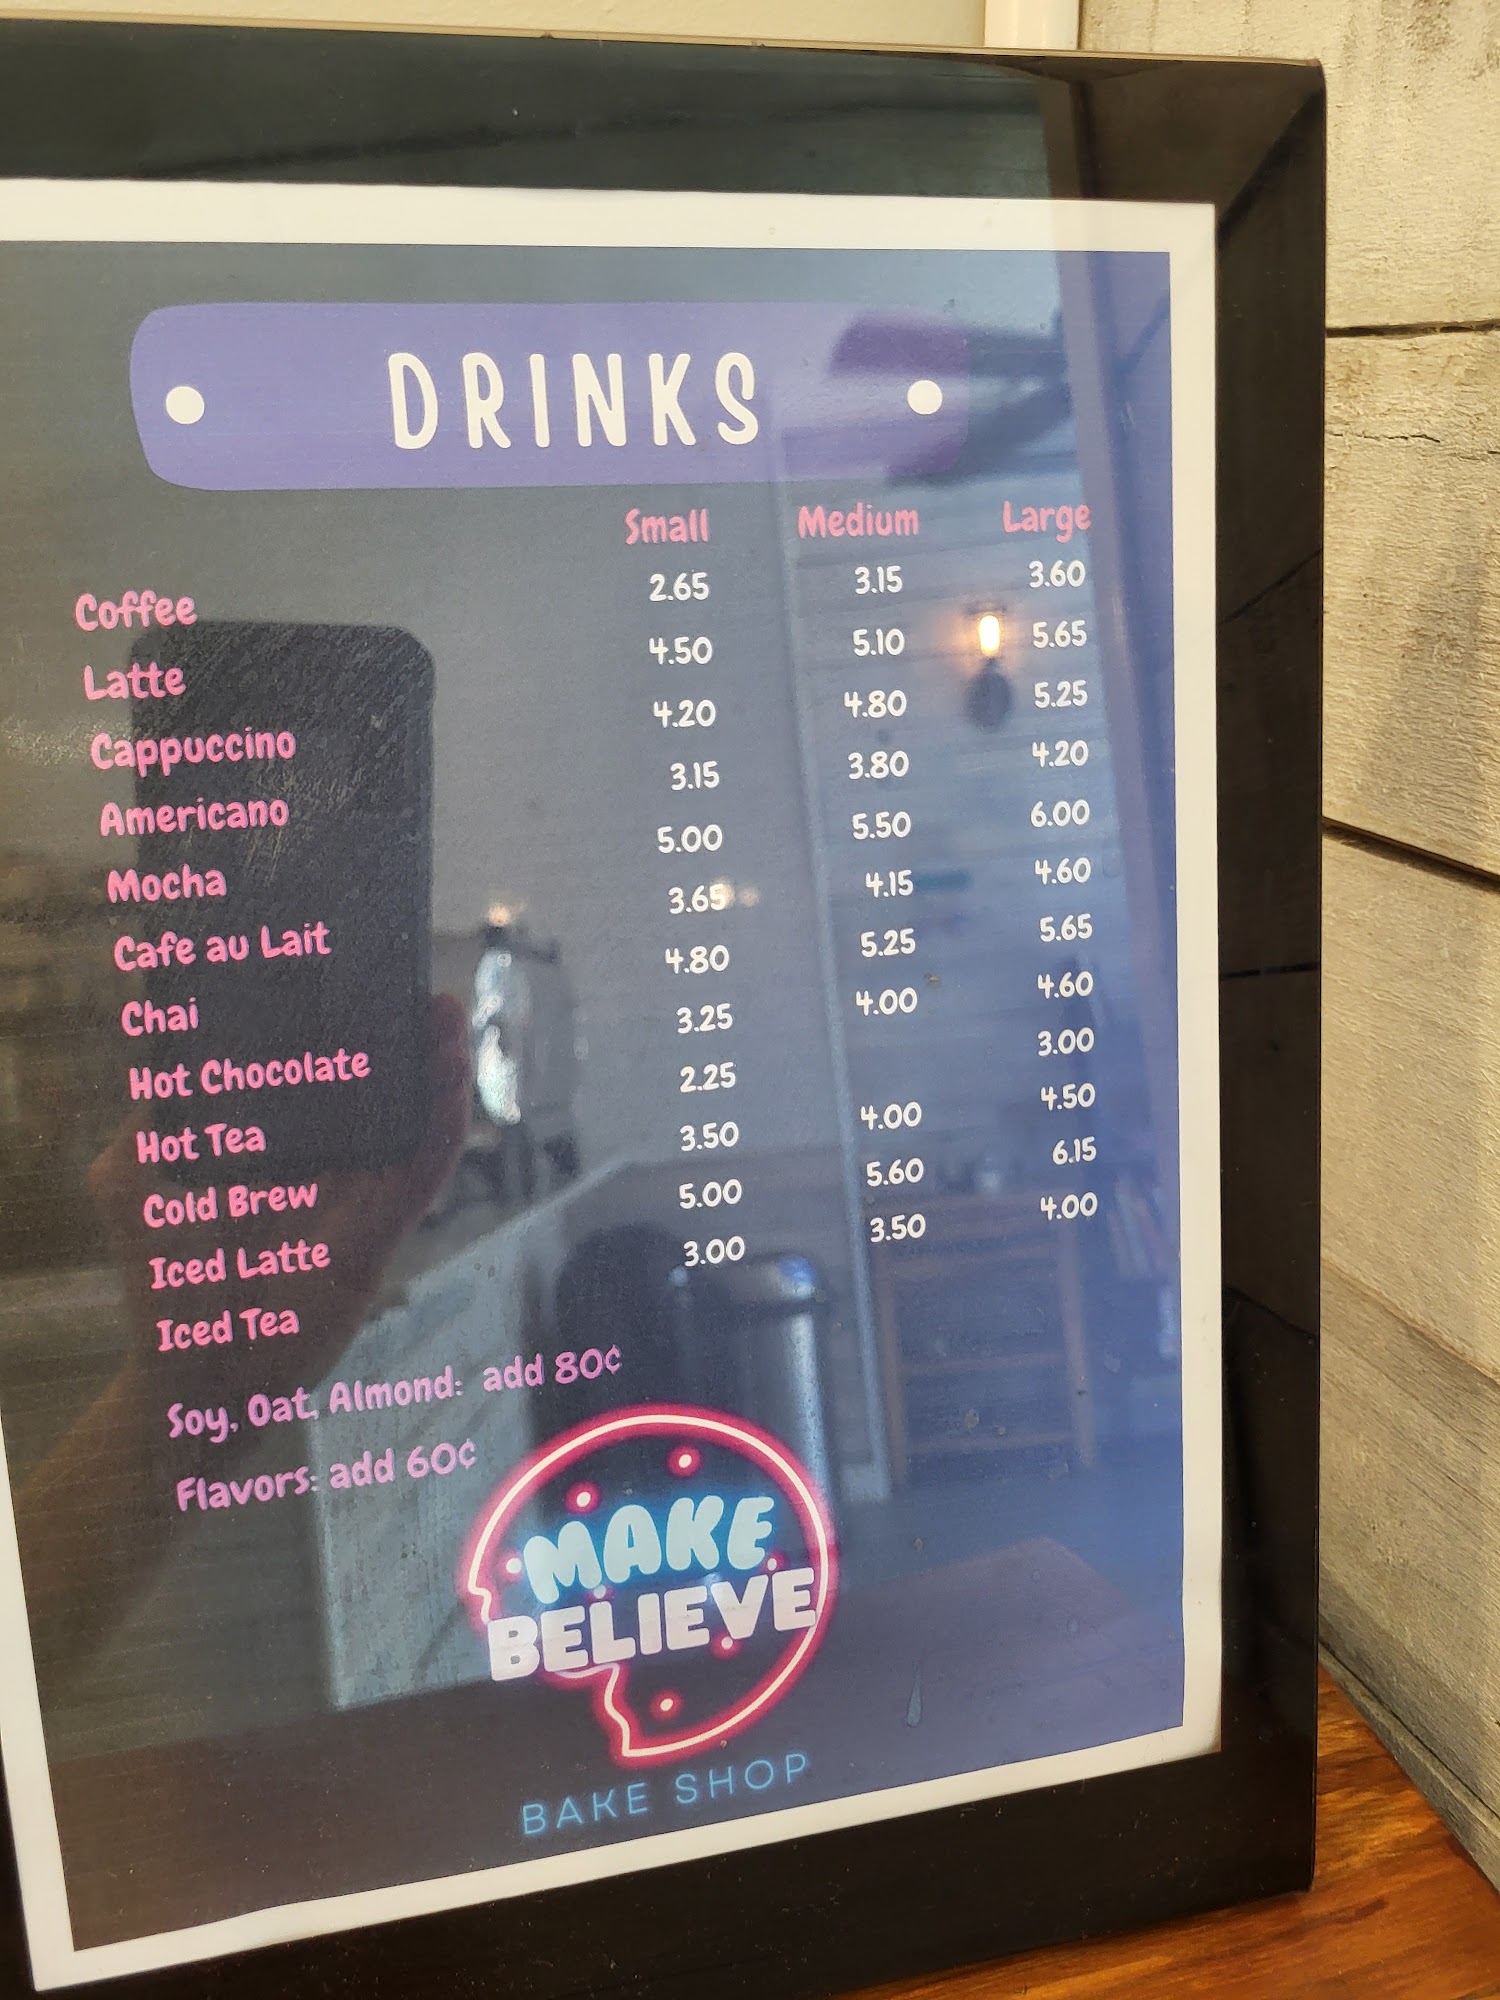 DRINKS
Small Medium Large
Coffee 2.65 3.15 3.60
Latte 4.50 5.10 5.65
Cappuccino 4.20 4.80 5.25
Americano 3.15 3.80 4.20
Mocha 5.00 5.50 6.00
Cafe au Lait 3.65 4.15 4.60
Chai 4.80 5.25 5.65
Hot Chocolate 3.25 4.00 4.60
Hot Tea 2.25 3.00
Cold Brew 3.50 4.00 4.50
Iced Latte 5.00 5.60 6.15
Iced Tea 3.00 3.50 4.00
Soy, Oat, Almond: add 80¢
Flavors: add 60¢
MAKE
BELIEVE
BAKE SHOP